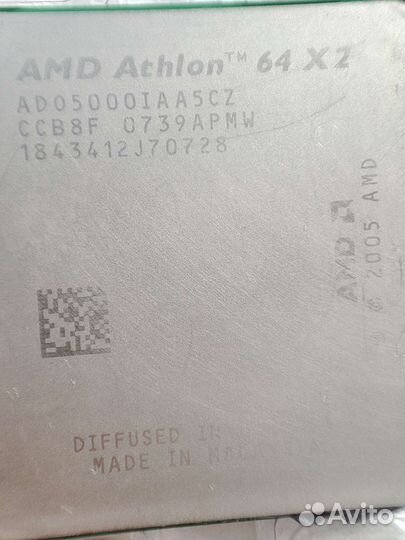 AMD Athlon™ 64 X2
ADO5000IAA5CZ
CCB8F 0739APMW
1843412J70728
AMD
© 2005 AMD
DIFFUSED IN
MADE IN
Avito